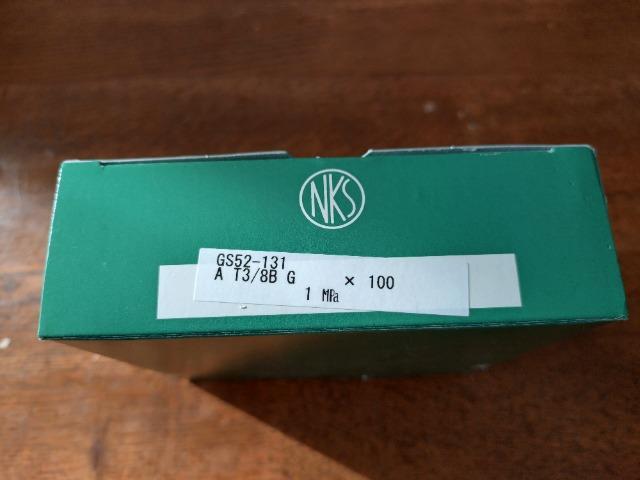 NKS
GS52-131
A T3/8B G × 100
1 MPa